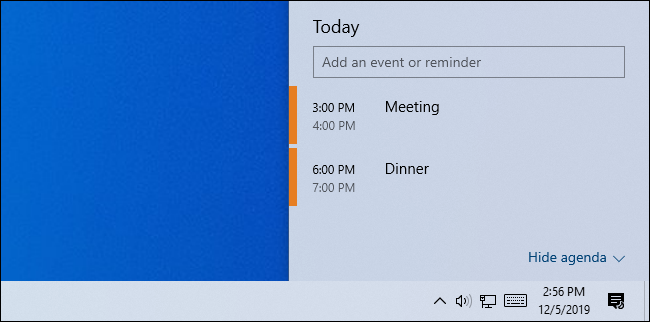 Today
Add an event or reminder
3:00 PM Meeting
4:00 PM
6:00 PM Dinner
7:00 PM
Hide agenda
2:56 PM
12/5/2019